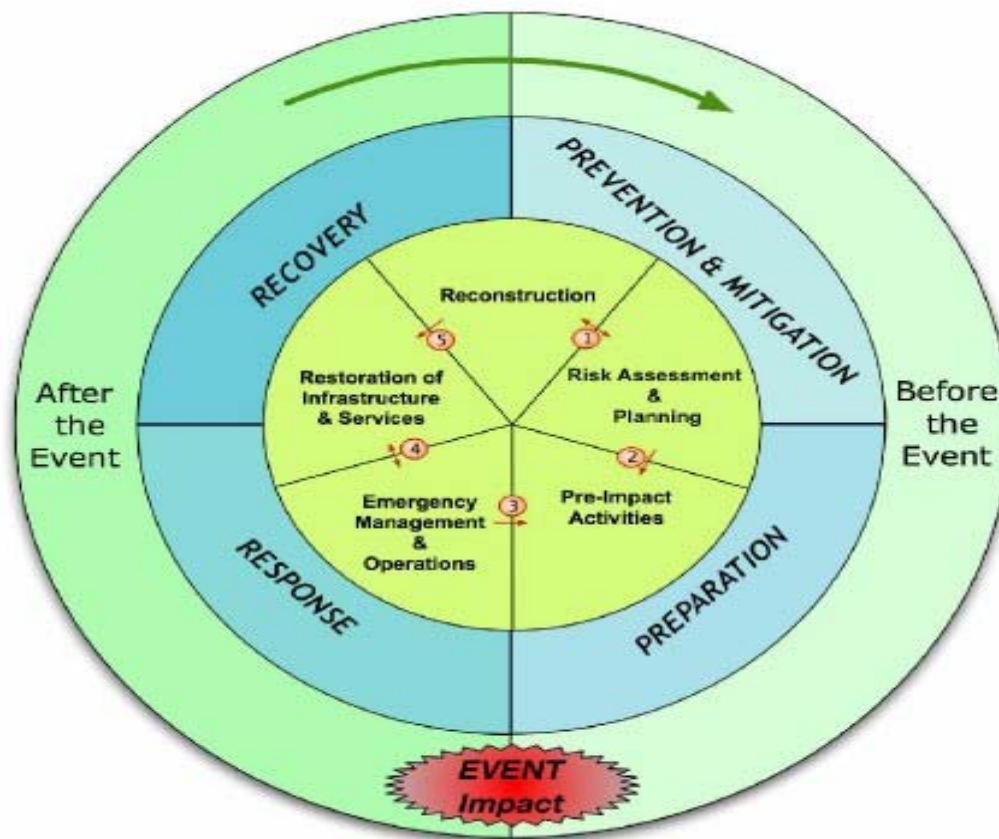 RECOVERY
PREVENTION & MITIGATION
Reconstruction
5
1
Restoration of
Infrastructure
& Services
Risk Assessment
&
Planning
After
the
Event
Before
the
Event
4
2
Emergency
Management
&
Operations
3
Pre-Impact
Activities
RESPONSE
PREPARATION
EVENT
Impact